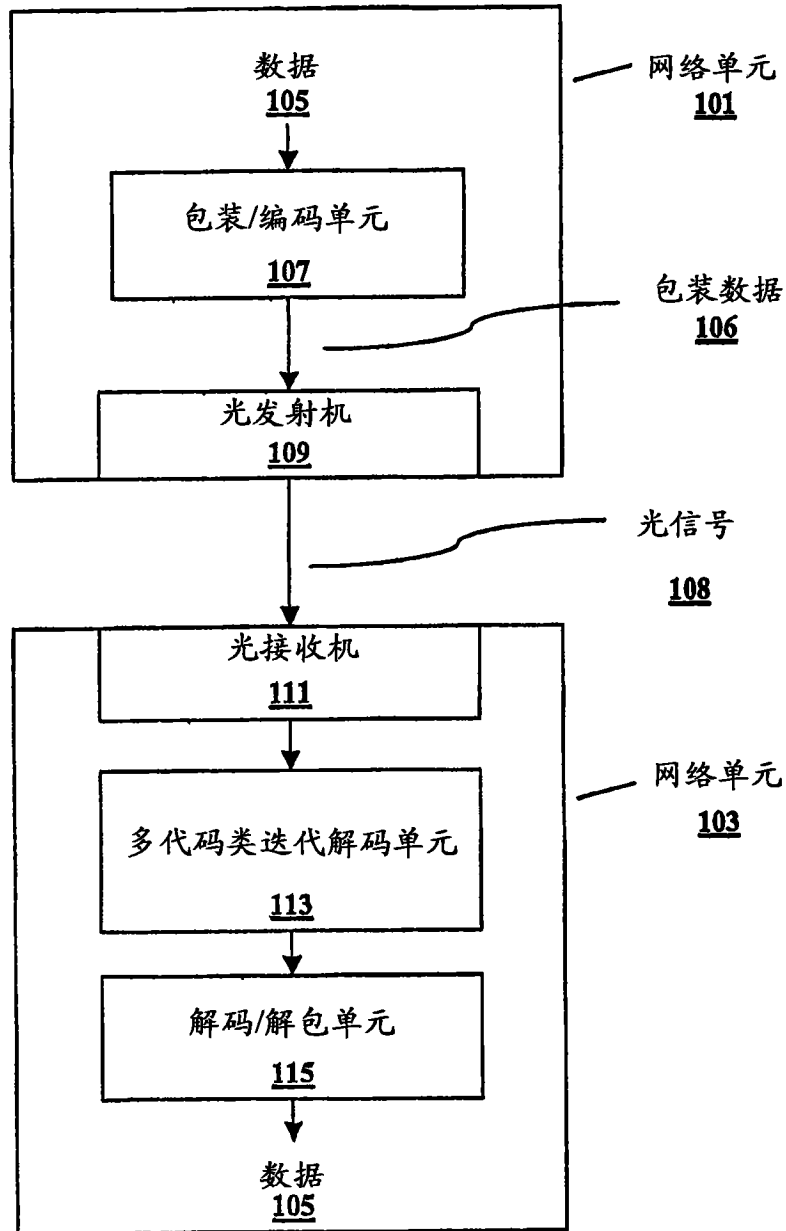 数据
105
网络单元
101
包装/编码单元
107
包装数据
106
光发射机
109
光信号
108
光接收机
111
网络单元
103
多代码类迭代解码单元
113
解码/解包单元
115
数据
105